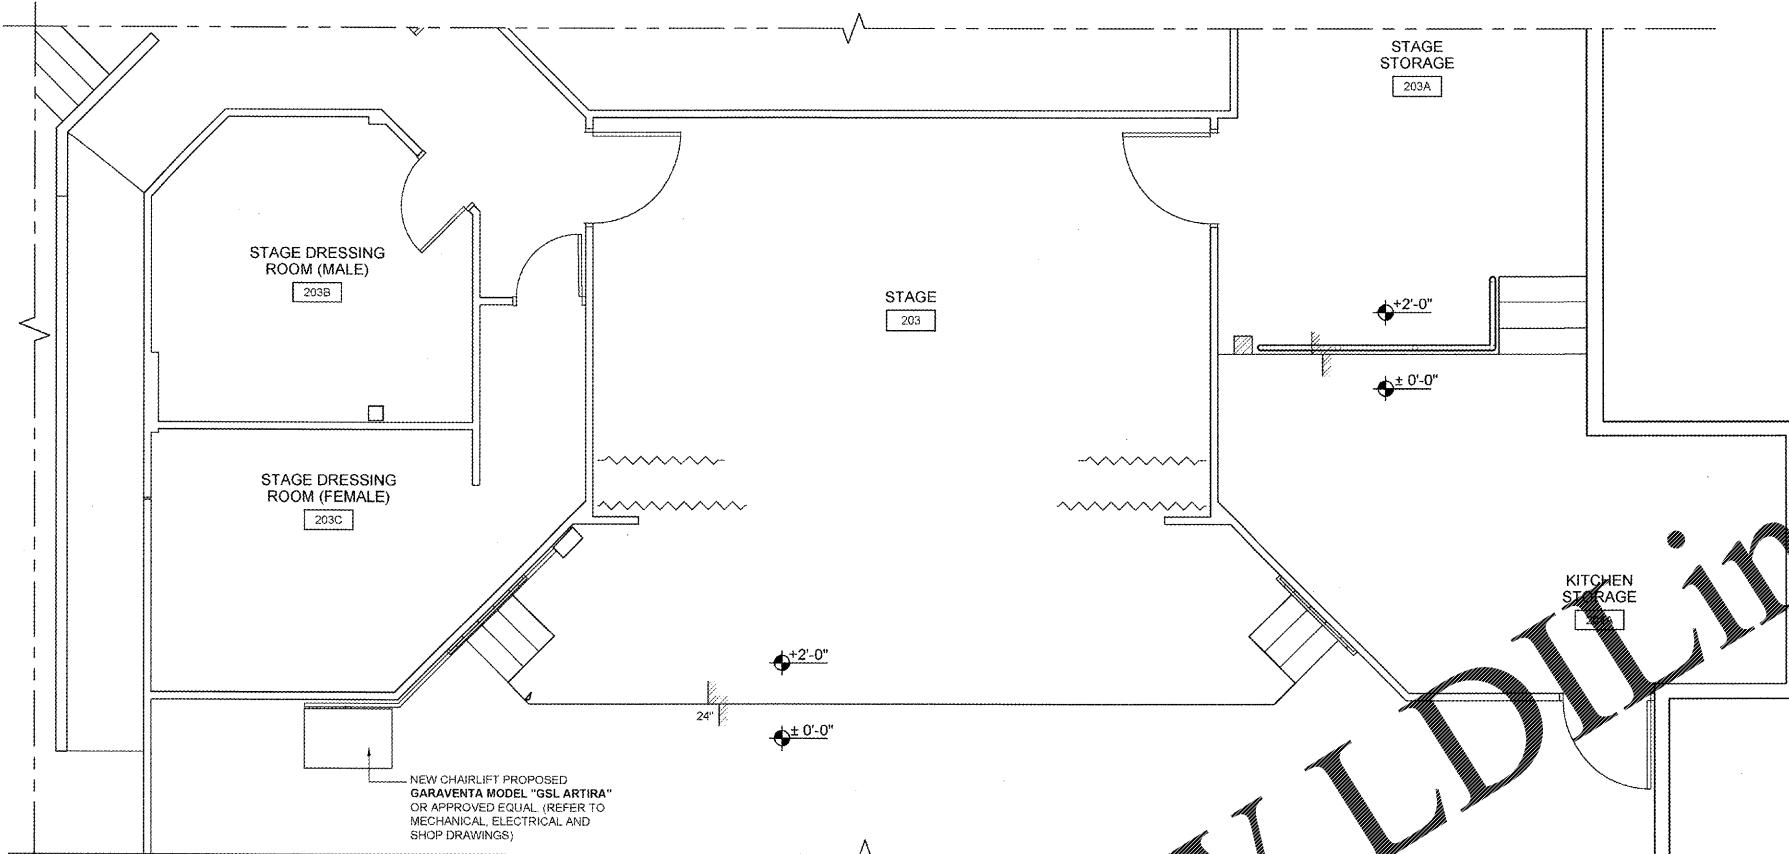 STAGE
STORAGE
203A
STAGE DRESSING
ROOM (MALE)
203B
STAGE
203
+2'-0"
± 0'-0"
STAGE DRESSING
ROOM (FEMALE)
203C
KITCHEN
STORAGE
+2'-0"
24"
± 0'-0"
NEW CHAIRLIFT PROPOSED
GARAVENTA MODEL "GSL ARTIRA"
OR APPROVED EQUAL. (REFER TO
MECHANICAL, ELECTRICAL AND
SHOP DRAWINGS)
LDILin